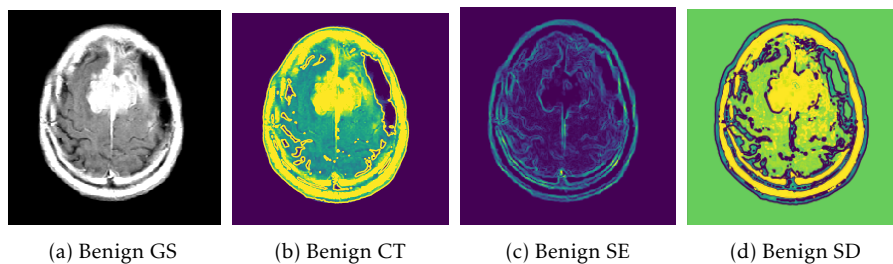 (a) Benign GS
(b) Benign CT
(c) Benign SE
(d) Benign SD